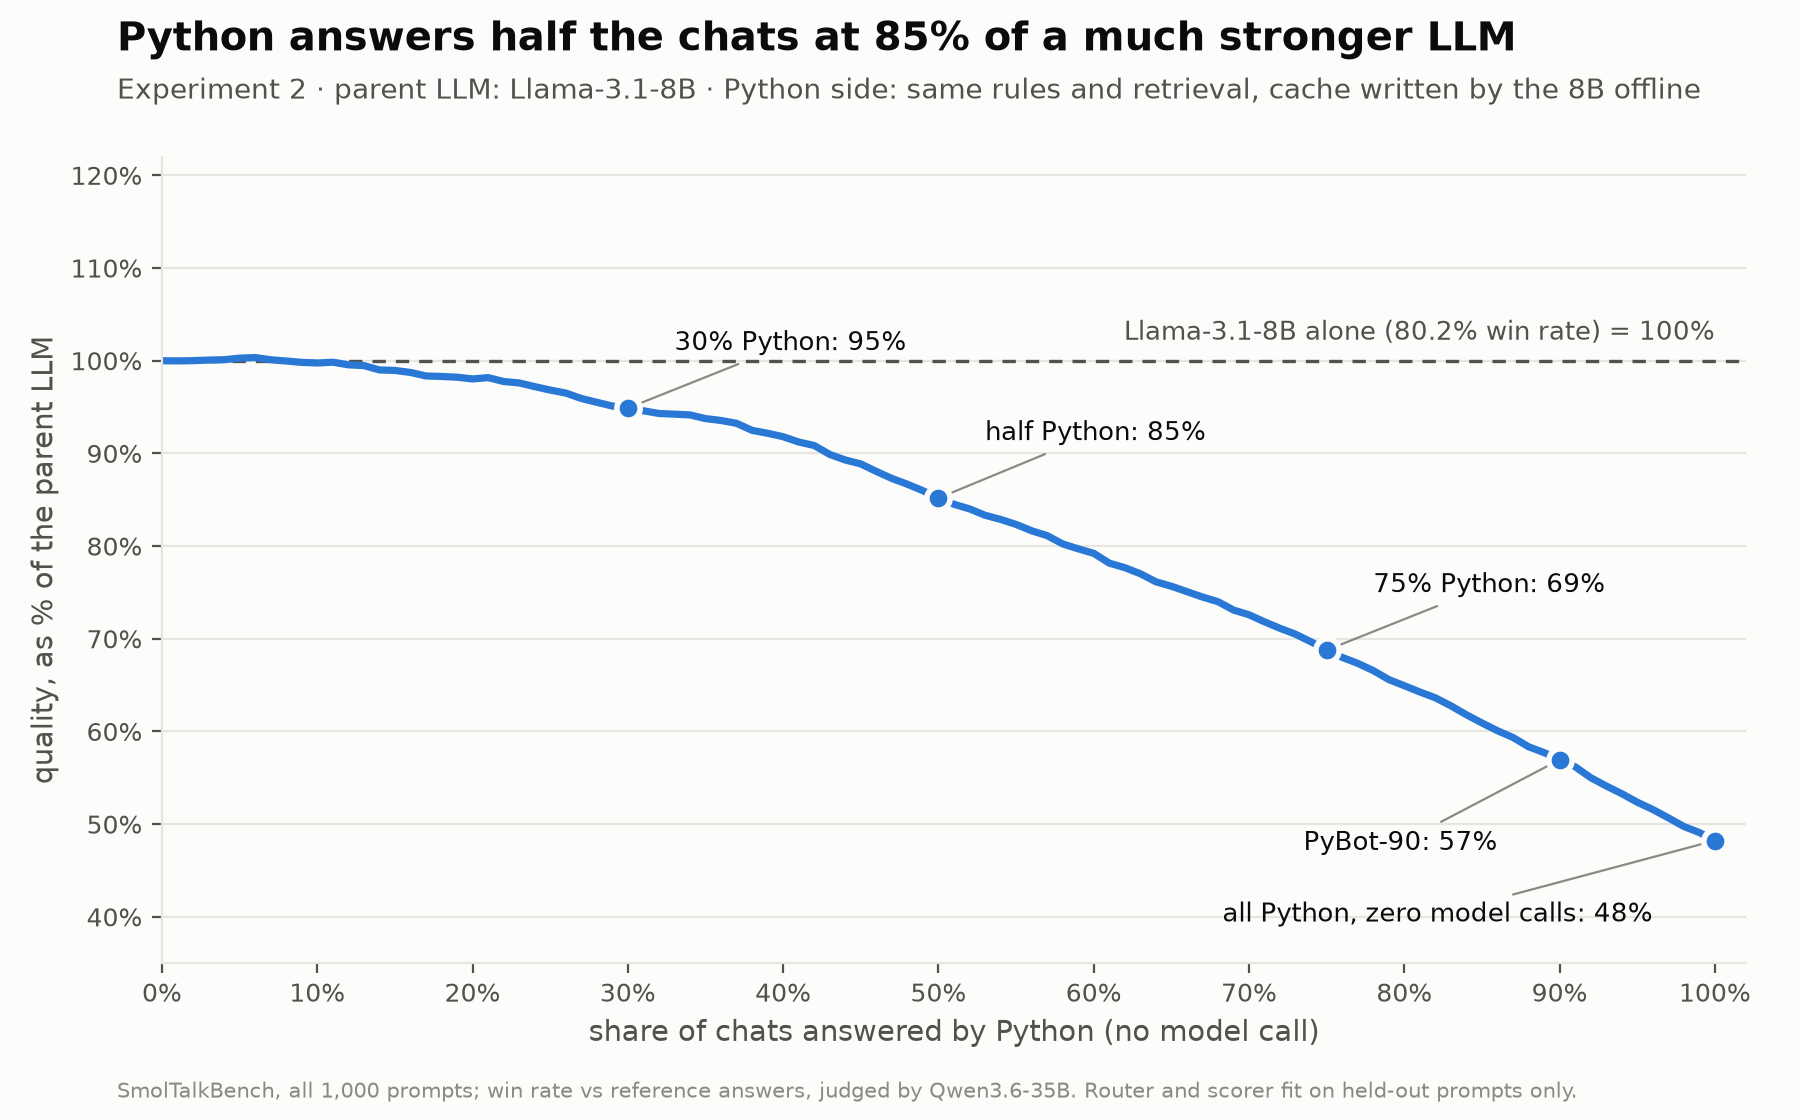 Python answers half the chats at 85% of a much stronger LLM
Experiment 2 · parent LLM: Llama-3.1-8B · Python side: same rules and retrieval, cache written by the 8B offline
120%
110%
100%
90%
80%
70%
60%
50%
40%
quality, as % of the parent LLM
Llama-3.1-8B alone (80.2% win rate) = 100%
30% Python: 95%
half Python: 85%
75% Python: 69%
PyBot-90: 57%
all Python, zero model calls: 48%
0%
10%
20%
30%
40%
50%
60%
70%
80%
90%
100%
share of chats answered by Python (no model call)
SmolTalkBench, all 1,000 prompts; win rate vs reference answers, judged by Qwen3.6-35B. Router and scorer fit on held-out prompts only.